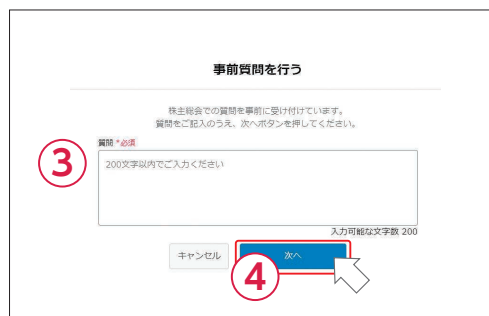 事前質問を行う
株主総会での質問を事前に受け付けています。
質問をご記入のうえ、次へボタンを押してください。
質問 *必須
③
200文字以内でご入力ください
入力可能な文字数 200
キャンセル
次へ
④